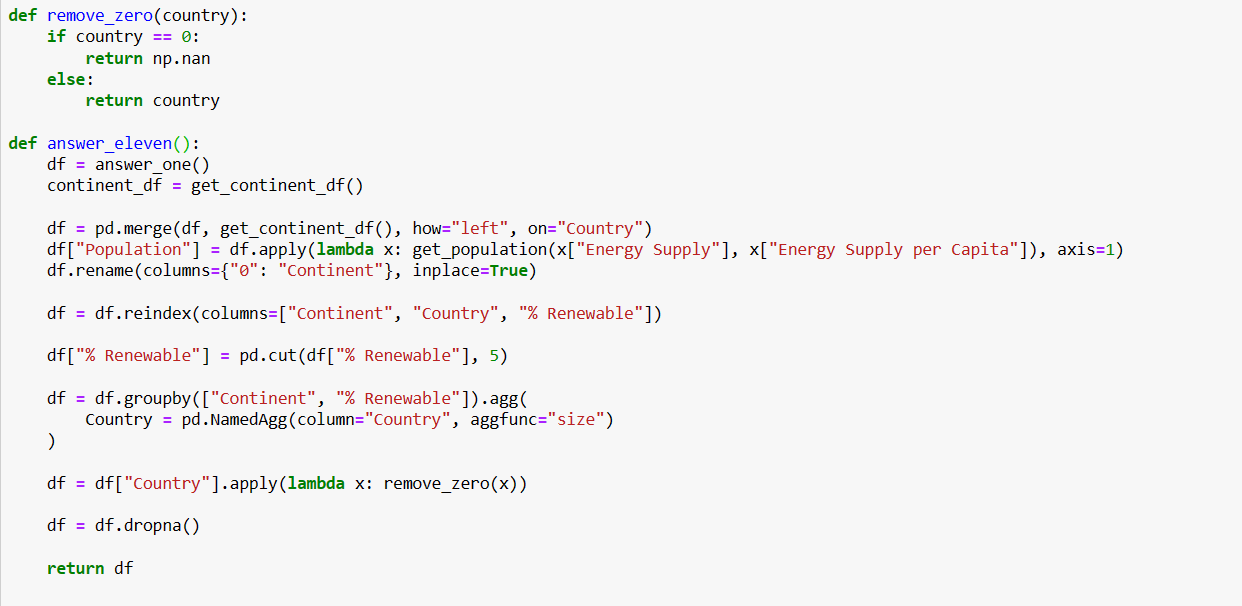 def remove_zero(country):
    if country == 0:
        return np.nan
    else:
        return country

def answer_eleven():
    df = answer_one()
    continent_df = get_continent_df()

    df = pd.merge(df, get_continent_df(), how="left", on="Country")
    df["Population"] = df.apply(lambda x: get_population(x["Energy Supply"], x["Energy Supply per Capita"]), axis=1)
    df.rename(columns={"0": "Continent"}, inplace=True)

    df = df.reindex(columns=["Continent", "Country", "% Renewable"])

    df["% Renewable"] = pd.cut(df["% Renewable"], 5)

    df = df.groupby(["Continent", "% Renewable"]).agg(
        Country = pd.NamedAgg(column="Country", aggfunc="size")
    )

    df = df["Country"].apply(lambda x: remove_zero(x))

    df = df.dropna()

    return df